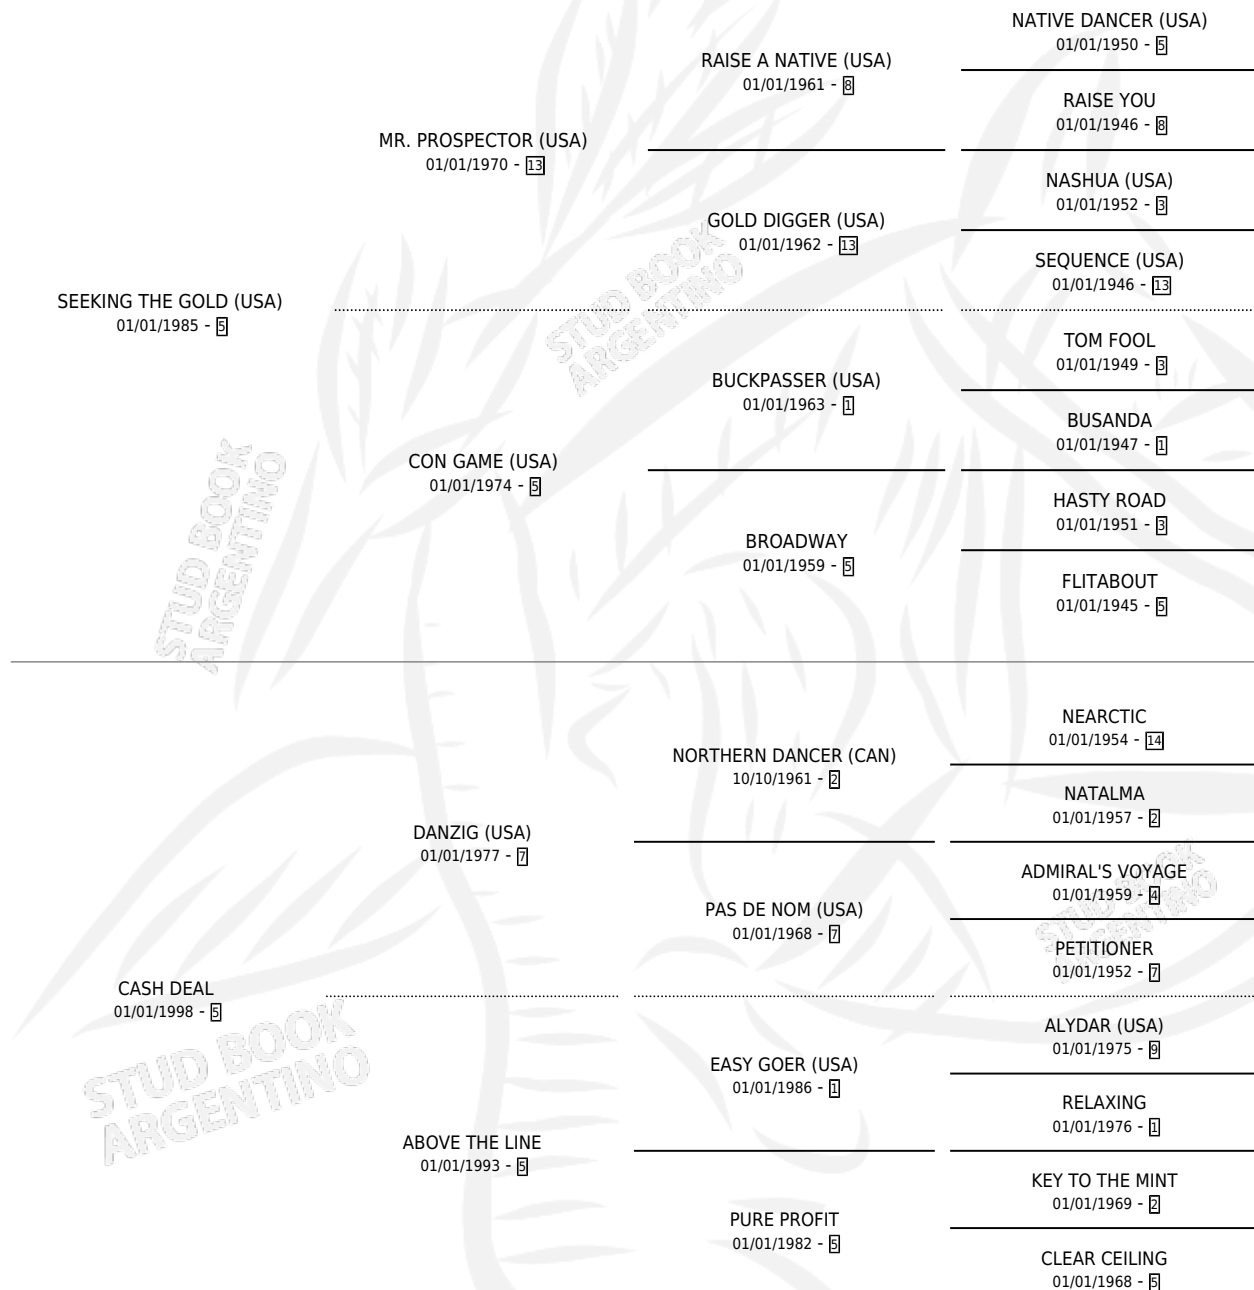 NATIVE DANCER (USA)
01/01/1950 - 5
RAISE A NATIVE (USA)
01/01/1961 - 8
RAISE YOU
01/01/1946 - 8
MR. PROSPECTOR (USA)
01/01/1970 - 13
NASHUA (USA)
01/01/1952 - 3
GOLD DIGGER (USA)
01/01/1962 - 13
SEQUENCE (USA)
01/01/1946 - 13
SEEKING THE GOLD (USA)
01/01/1985 - 5
TOM FOOL
01/01/1949 - 3
BUCKPASSER (USA)
01/01/1963 - 1
BUSANDA
01/01/1947 - 1
CON GAME (USA)
01/01/1974 - 5
HASTY ROAD
01/01/1951 - 3
BROADWAY
01/01/1959 - 5
FLITABOUT
01/01/1945 - 5
NEARCTIC
01/01/1954 - 14
NORTHERN DANCER (CAN)
10/10/1961 - 2
NATALMA
01/01/1957 - 2
DANZIG (USA)
01/01/1977 - 7
ADMIRAL'S VOYAGE
01/01/1959 - 4
PAS DE NOM (USA)
01/01/1968 - 7
PETITIONER
01/01/1952 - 7
CASH DEAL
01/01/1998 - 5
ALYDAR (USA)
01/01/1975 - 9
EASY GOER (USA)
01/01/1986 - 1
RELAXING
01/01/1976 - 1
ABOVE THE LINE
01/01/1993 - 5
KEY TO THE MINT
01/01/1969 - 2
PURE PROFIT
01/01/1982 - 5
CLEAR CEILING
01/01/1968 - 5
STUD BOOK
ARGENTINO
STUD BOOK
ARGENTINO
STUD BOOK
ARGENTINO
STUD BOOK
ARGENTINO